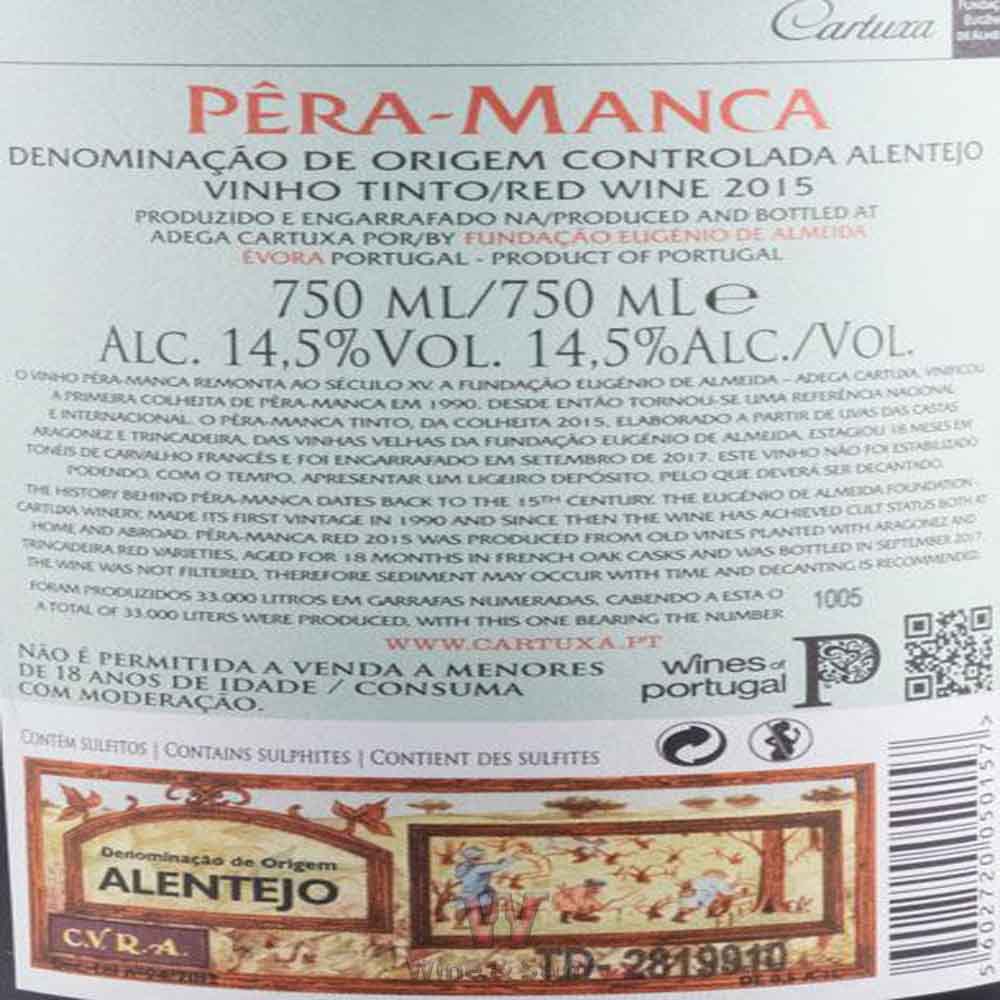 Cartuxa
PÊRA-MANCA
DENOMINAÇÃO DE ORIGEM CONTROLADA ALENTEJO
VINHO TINTO/RED WINE 2015
PRODUZIDO E ENGARRAFADO NA/PRODUCED AND BOTTLED AT
ADEGA CARTUXA POR/BY FUNDAÇÃO EUGÉNIO DE ALMEIDA
ÉVORA PORTUGAL - PRODUCT OF PORTUGAL
750 ML/750 mL e
ALC. 14,5%VOL. 14,5%ALC./VOL.
O VINHO PÊRA-MANCA REMONTA AO SÉCULO XV. A FUNDAÇÃO EUGÉNIO DE ALMEIDA - ADEGA CARTUXA, VINIFICOU
A PRIMEIRA COLHEITA DE PÊRA-MANCA EM 1990. DESDE ENTÃO TORNOU-SE UMA REFERÊNCIA NACIONAL
E INTERNACIONAL. O PÊRA-MANCA TINTO, DA COLHEITA 2015, ELABORADO A PARTIR DE UVAS DAS CASTAS
ARAGONEZ E TRINCADEIRA, DAS VINHAS VELHAS DA FUNDAÇÃO EUGÉNIO DE ALMEIDA, ESTAGIOU 18 MESES EM
TONÉIS DE CARVALHO FRANCÊS E FOI ENGARRAFADO EM SETEMBRO DE 2017. ESTE VINHO NÃO FOI ESTABILIZADO
PODENDO, COM O TEMPO, APRESENTAR UM LIGEIRO DEPÓSITO, PELO QUE DEVERÁ SER DECANTADO.
THE HISTORY BEHIND PÊRA-MANCA DATES BACK TO THE 15TH CENTURY. THE EUGÉNIO DE ALMEIDA FOUNDATION -
CARTUXA WINERY, MADE ITS FIRST VINTAGE IN 1990 AND SINCE THEN THE WINE HAS ACHIEVED CULT STATUS BOTH AT
HOME AND ABROAD. PÊRA-MANCA RED 2015 WAS PRODUCED FROM OLD VINES PLANTED WITH ARAGONEZ AND
TRINCADEIRA RED VARIETIES, AGED FOR 18 MONTHS IN FRENCH OAK CASKS AND WAS BOTTLED IN SEPTEMBER 2017.
THE WINE WAS NOT FILTERED, THEREFORE SEDIMENT MAY OCCUR WITH TIME AND DECANTING IS RECOMMENDED.
FORAM PRODUZIDOS 33.000 LITROS EM GARRAFAS NUMERADAS, CABENDO A ESTA O 1005
A TOTAL OF 33.000 LITERS WERE PRODUCED, WITH THIS ONE BEARING THE NUMBER
WWW.CARTUXA.PT
NÃO É PERMITIDA A VENDA A MENORES
DE 18 ANOS DE IDADE / CONSUMA
COM MODERAÇÃO.
wines of
portugal
CONTÉM SULFITOS | CONTAINS SULPHITES | CONTIENT DES SULFITES
Denominação de Origem
ALENTEJO
C.V.R.A.
TD- 2819910
5602720050157>